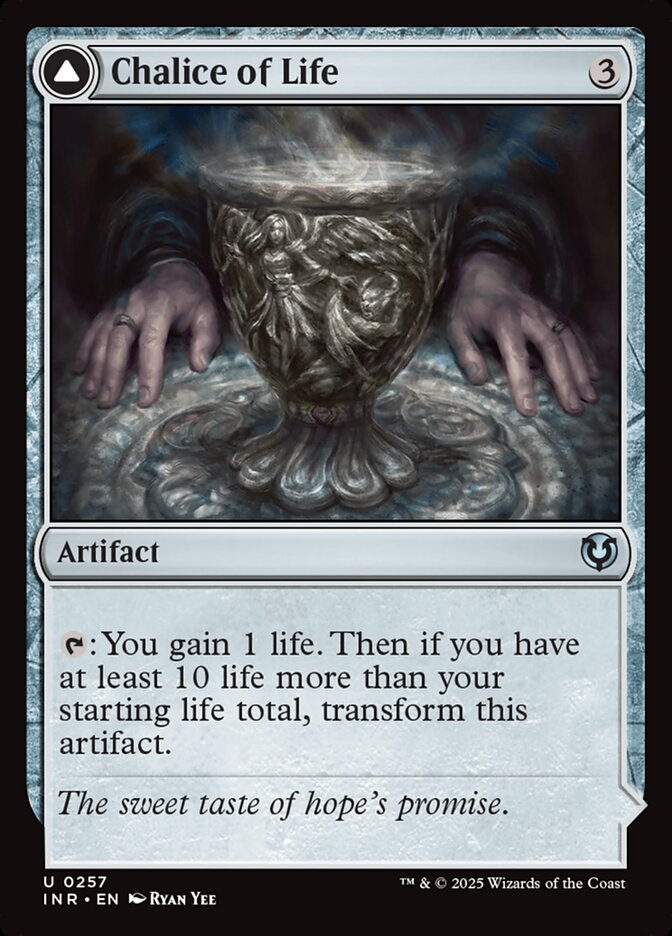 Chalice of Life
3
Artifact
: You gain 1 life. Then if you have
at least 10 life more than your
starting life total, transform this
artifact.
The sweet taste of hope's promise.
U 0257
INR • EN Ryan Yee
™ & © 2025 Wizards of the Coast